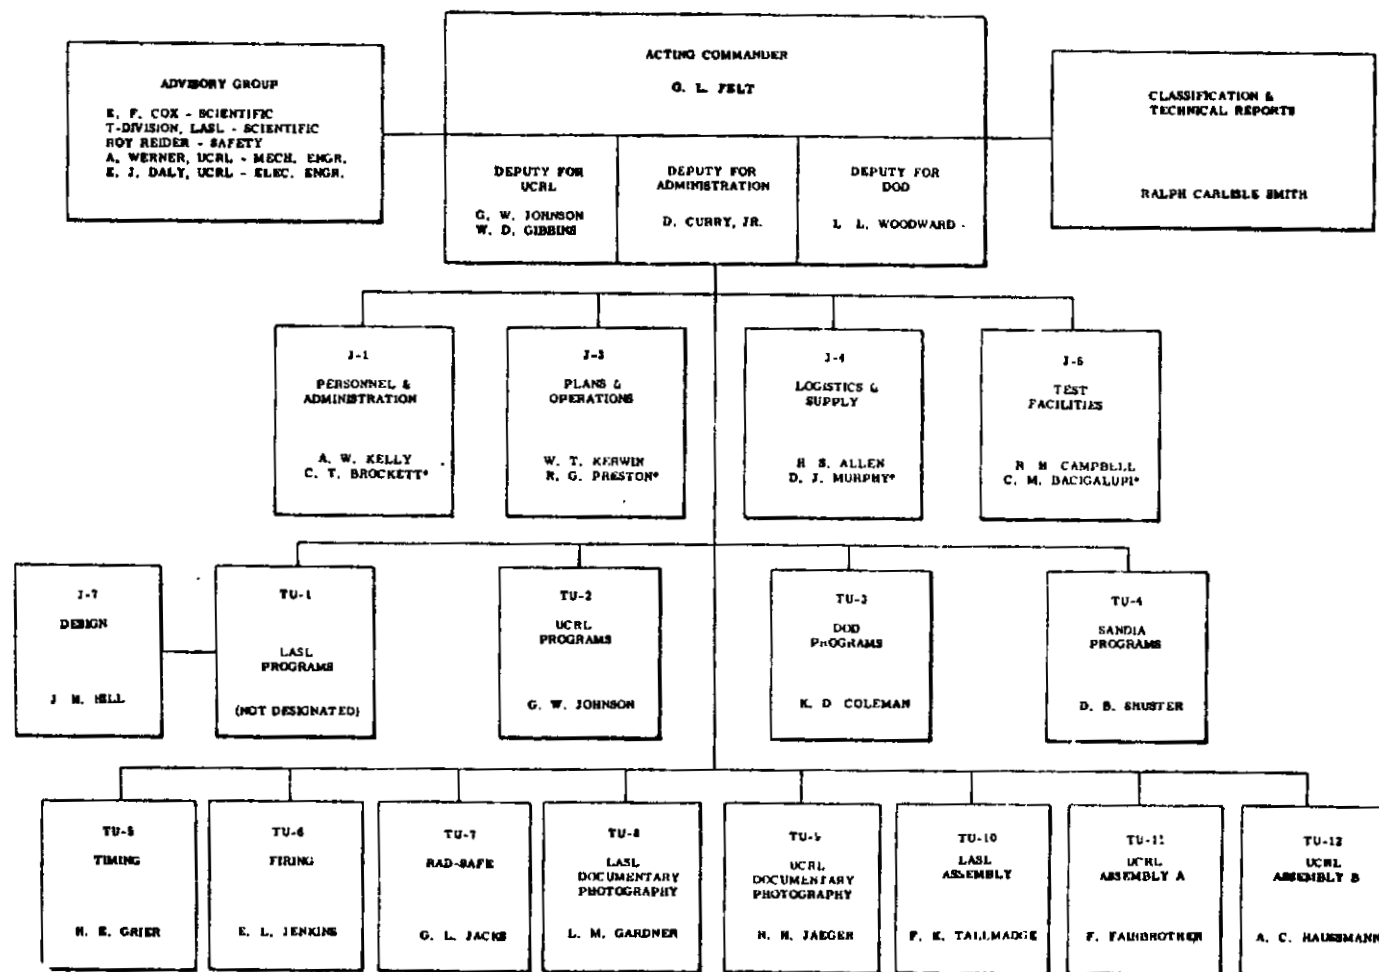 ACTING COMMANDER
G. L. FELT
ADVISORY GROUP
E. F. COX - SCIENTIFIC
T-DIVISION, LASL - SCIENTIFIC
ROY REIDER - SAFETY
A. WERNER, UCRL - MECH. ENGR.
E. J. DALY, UCRL - ELEC. ENGR.
CLASSIFICATION &
TECHNICAL REPORTS
RALPH CARLISLE SMITH
DEPUTY FOR
UCRL
G. W. JOHNSON
W. D. GIBBINS
DEPUTY FOR
ADMINISTRATION
D. CURRY, JR.
DEPUTY FOR
DOD
L. L. WOODWARD
J-1
PERSONNEL &
ADMINISTRATION
A. W. KELLY
C. T. BROCKETT*
J-3
PLANS &
OPERATIONS
W. T. KERWIN
R. G. PRESTON*
J-4
LOGISTICS &
SUPPLY
H S. ALLEN
D. J. MURPHY*
J-6
TEST
FACILITIES
R H CAMPBELL
C. M. BACIGALUPI*
J-7
DESIGN
J M. HILL
TU-1
LASL
PROGRAMS
(NOT DESIGNATED)
TU-2
UCRL
PROGRAMS
G. W. JOHNSON
TU-3
DOD
PROGRAMS
K. D COLEMAN
TU-4
SANDIA
PROGRAMS
D. B. SHUSTER
TU-5
TIMING
H. E. GRIER
TU-6
FIRING
E. L. JENKINS
TU-7
RAD-SAFE
G. L. JACKS
TU-8
LASL
DOCUMENTARY
PHOTOGRAPHY
L. M. GARDNER
TU-9
UCRL
DOCUMENTARY
PHOTOGRAPHY
H. H. JAEGER
TU-10
LASL
ASSEMBLY
F. E. TALLMADGE
TU-11
UCRL
ASSEMBLY A
F. FAIRBROTHER
TU-12
UCRL
ASSEMBLY B
A. C. HAUSSMANN